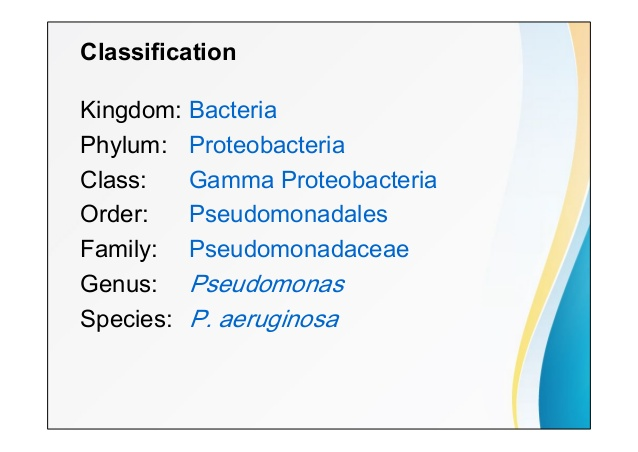 Classification
Kingdom: Bacteria
Phylum: Proteobacteria
Class: Gamma Proteobacteria
Order: Pseudomonadales
Family: Pseudomonadaceae
Genus: Pseudomonas
Species: P. aeruginosa